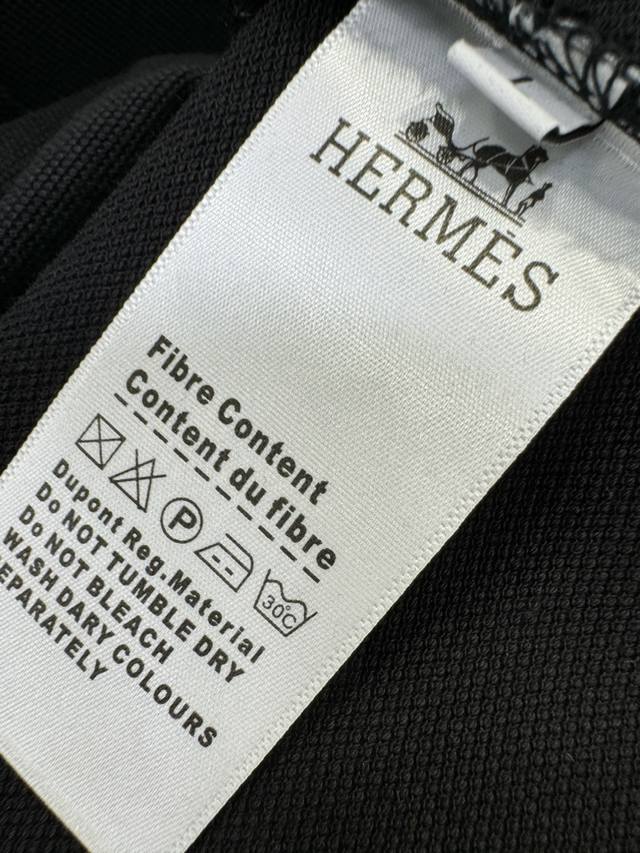 HERMĖS
Fibre Content
Content du fibre
P
30°C
Dupont Reg.Material
Do NOT TUMBLE DRY
Do NOT BLEACH
WASH DARY COLOURS
EPARATELY